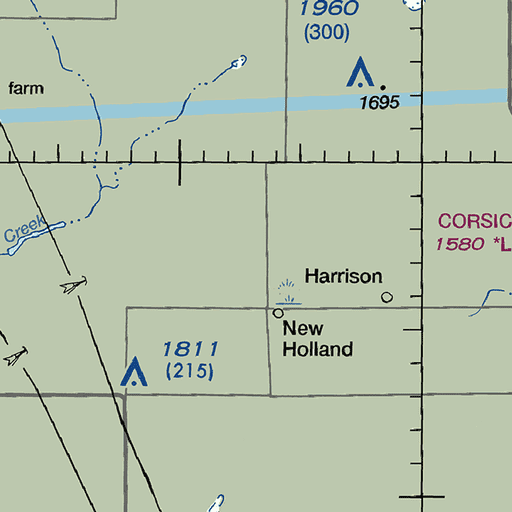 1960
(300)
farm
1695
Creek
CORSIC
1580 *L
Harrison
New
Holland
1811
(215)